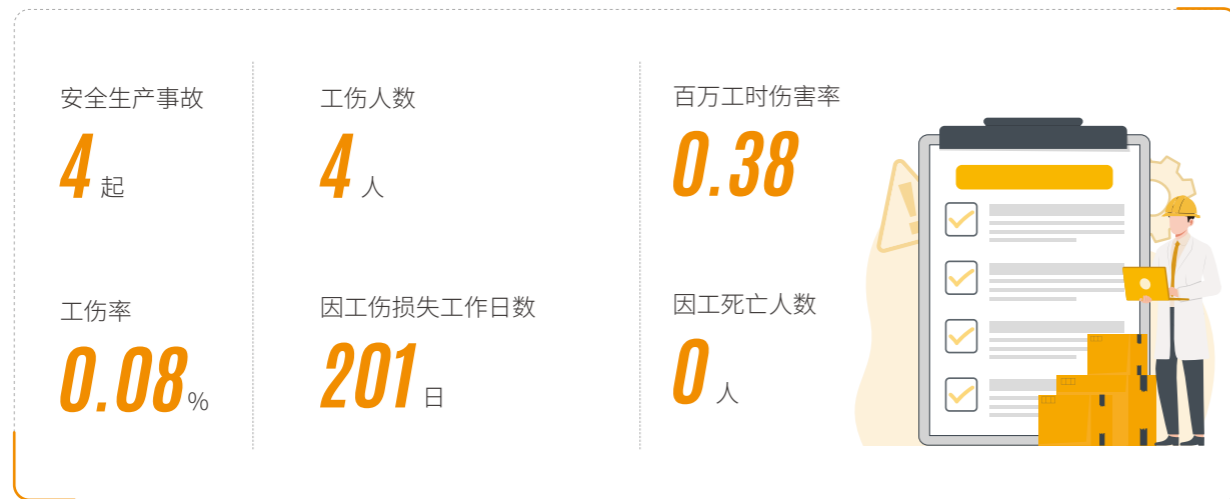 安全生产事故
4 起
工伤人数
4 人
百万工时伤害率
0.38
工伤率
0.08%
因工伤损失工作日数
201 日
因工死亡人数
0 人